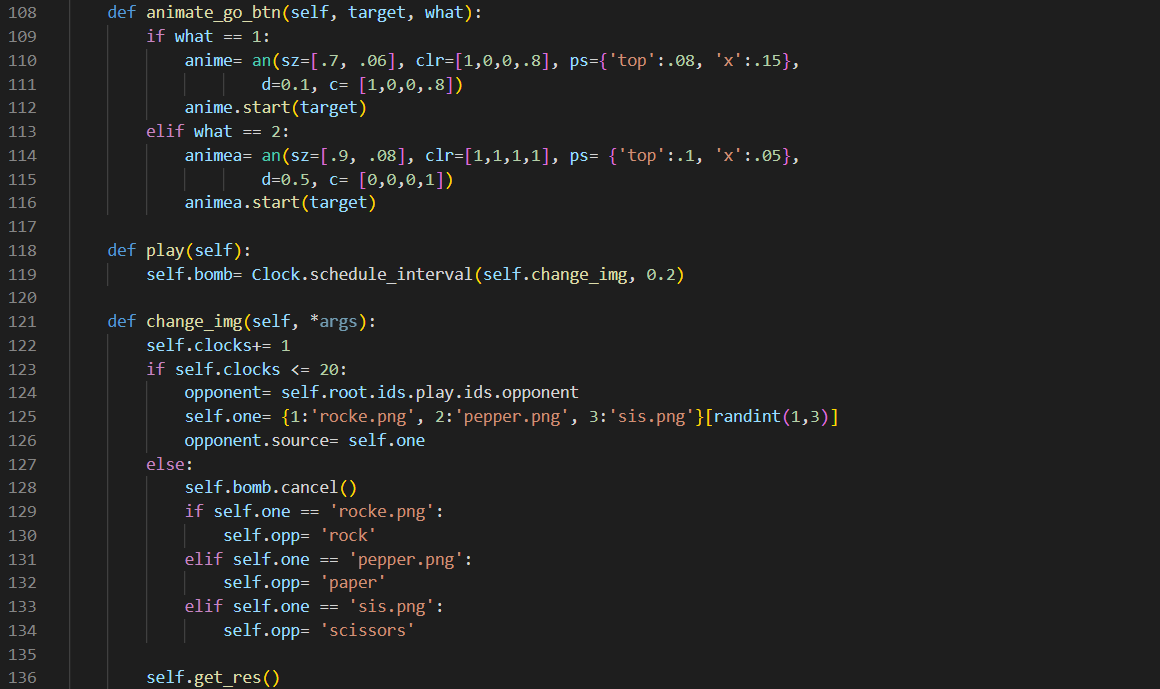 108 def animate_go_btn(self, target, what):
109 if what == 1:
110 anime= an(sz=[.7, .06], clr=[1,0,0,.8], ps={'top':.08, 'x':.15},
111 d=0.1, c= [1,0,0,.8])
112 anime.start(target)
113 elif what == 2:
114 animea= an(sz=[.9, .08], clr=[1,1,1,1], ps= {'top':.1, 'x':.05},
115 d=0.5, c= [0,0,0,1])
116 animea.start(target)
117
118 def play(self):
119 self.bomb= Clock.schedule_interval(self.change_img, 0.2)
120
121 def change_img(self, *args):
122 self.clocks+= 1
123 if self.clocks <= 20:
124 opponent= self.root.ids.play.ids.opponent
125 self.one= {1:'rocke.png', 2:'pepper.png', 3:'sis.png'}[randint(1,3)]
126 opponent.source= self.one
127 else:
128 self.bomb.cancel()
129 if self.one == 'rocke.png':
130 self.opp= 'rock'
131 elif self.one == 'pepper.png':
132 self.opp= 'paper'
133 elif self.one == 'sis.png':
134 self.opp= 'scissors'
135
136 self.get_res()